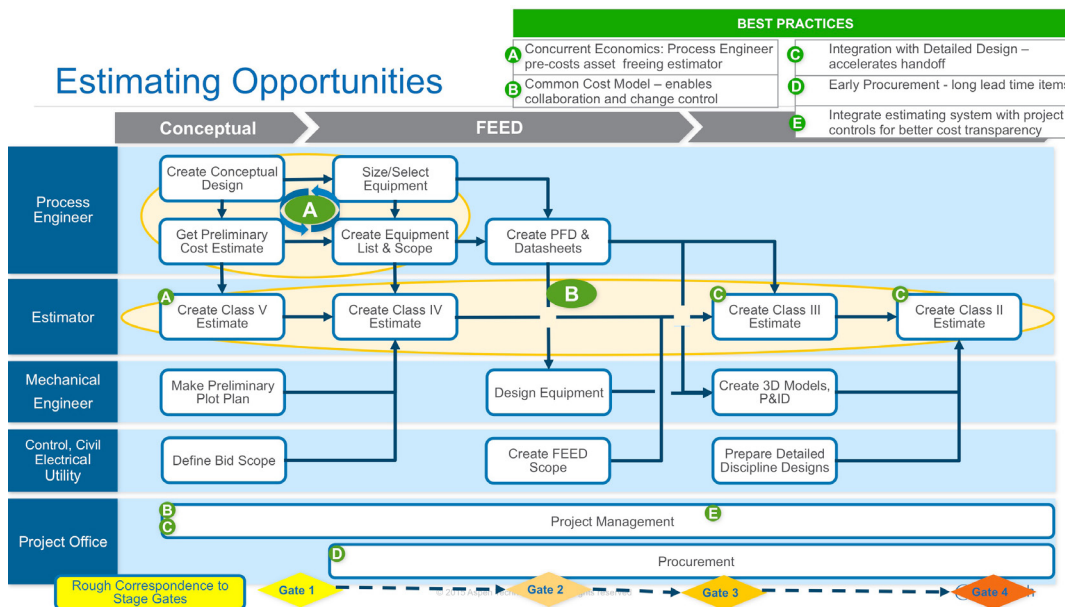 BEST PRACTICES
A
Concurrent Economics: Process Engineer
pre-costs asset freeing estimator
B
Common Cost Model – enables
collaboration and change control
C
Integration with Detailed Design –
accelerates handoff
D
Early Procurement - long lead time items
E
Integrate estimating system with project
controls for better cost transparency
Estimating Opportunities
Conceptual
FEED
Process
Engineer
Create Conceptual
Design
Size/Select
Equipment
A
Get Preliminary
Cost Estimate
Create Equipment
List & Scope
Create PFD &
Datasheets
Estimator
A
Create Class V
Estimate
Create Class IV
Estimate
B
C
Create Class III
Estimate
C
Create Class II
Estimate
Mechanical
Engineer
Make Preliminary
Plot Plan
Design Equipment
Create 3D Models,
P&ID
Control, Civil
Electrical
Utility
Define Bid Scope
Create FEED
Scope
Prepare Detailed
Discipline Designs
Project Office
B
C
Project Management
E
D
Procurement
Rough Correspondence to
Stage Gates
Gate 1
Gate 2
Gate 3
Gate 4
© 2015 Aspen
reserved